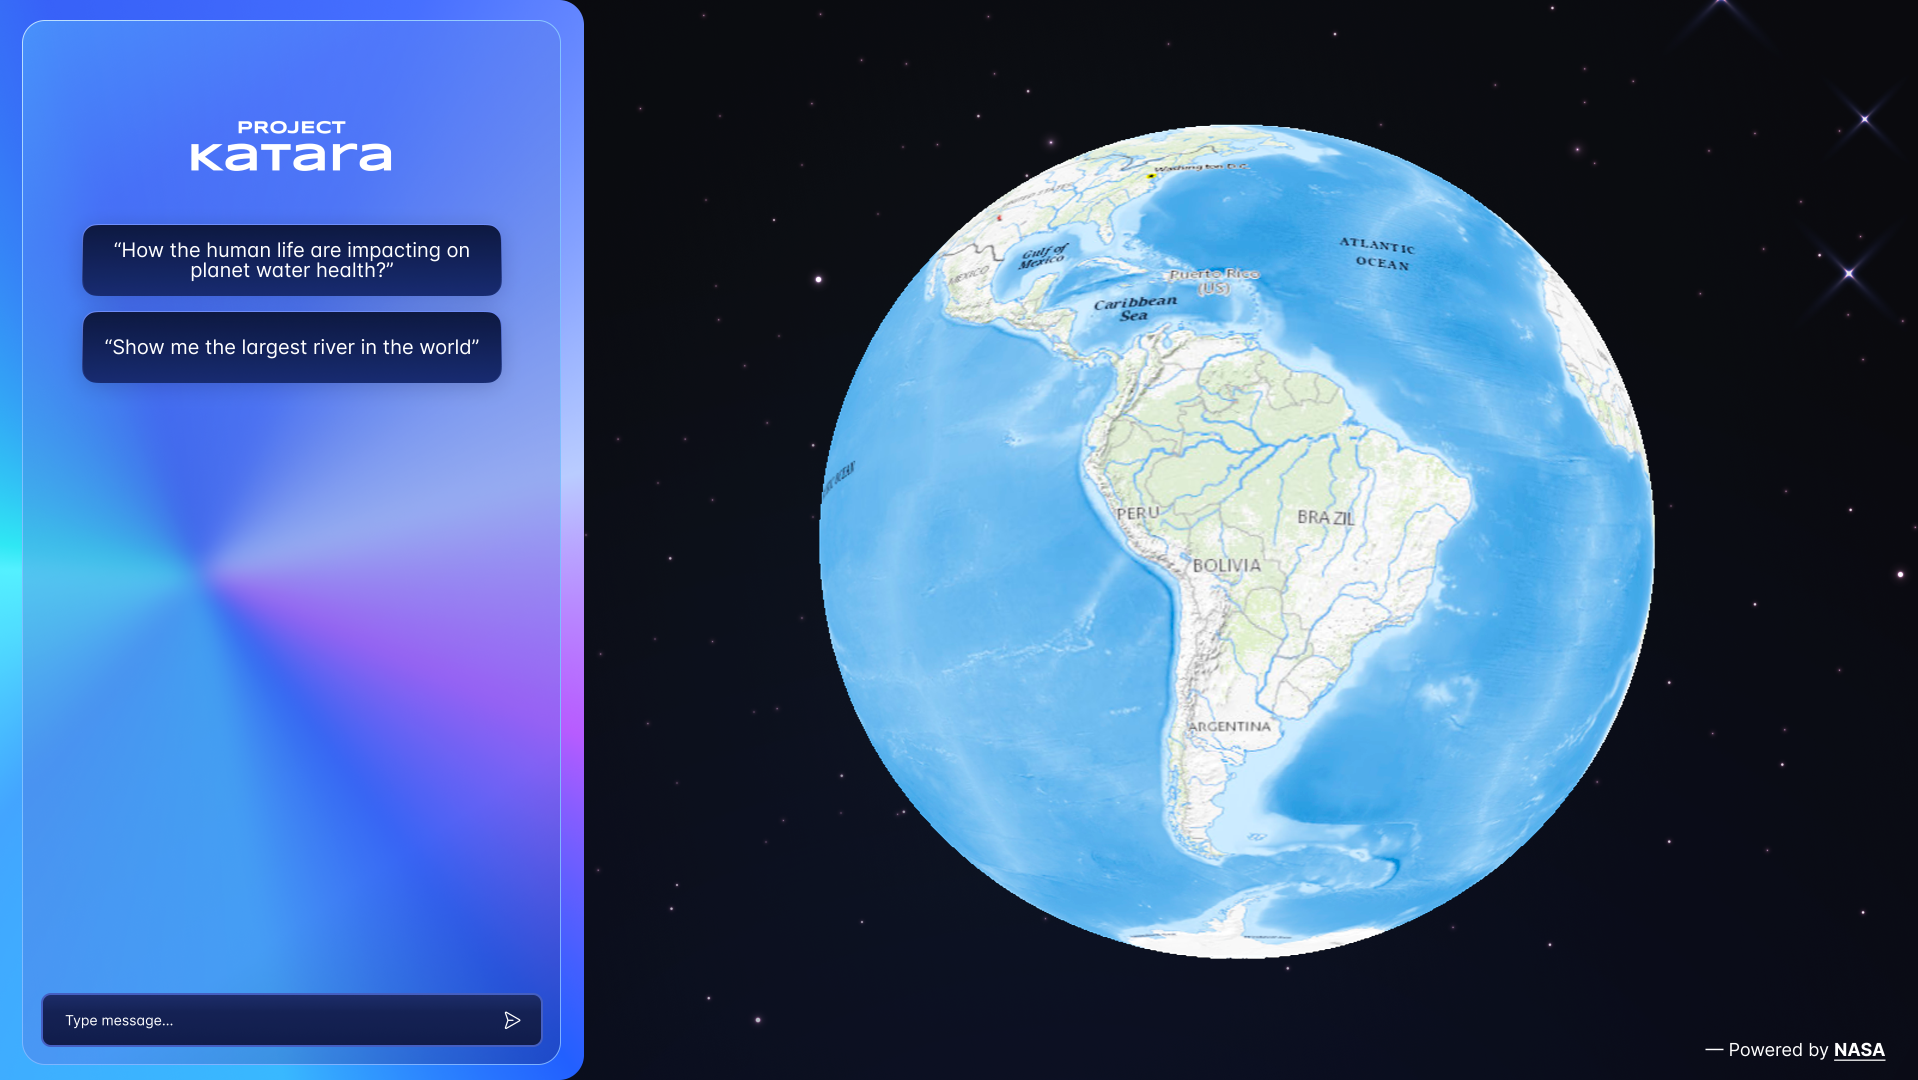 PROJECT
Katara
“How the human life are impacting on
planet water health?”
“Show me the largest river in the world”
Type message...
Washington D.C.
Gulf of
Mexico
MEXICO
Puerto Rico
(US)
Caribbean
Sea
ATLANTIC
OCEAN
OCEAN
PERU
BRAZIL
BOLIVIA
ARGENTINA
— Powered by NASA